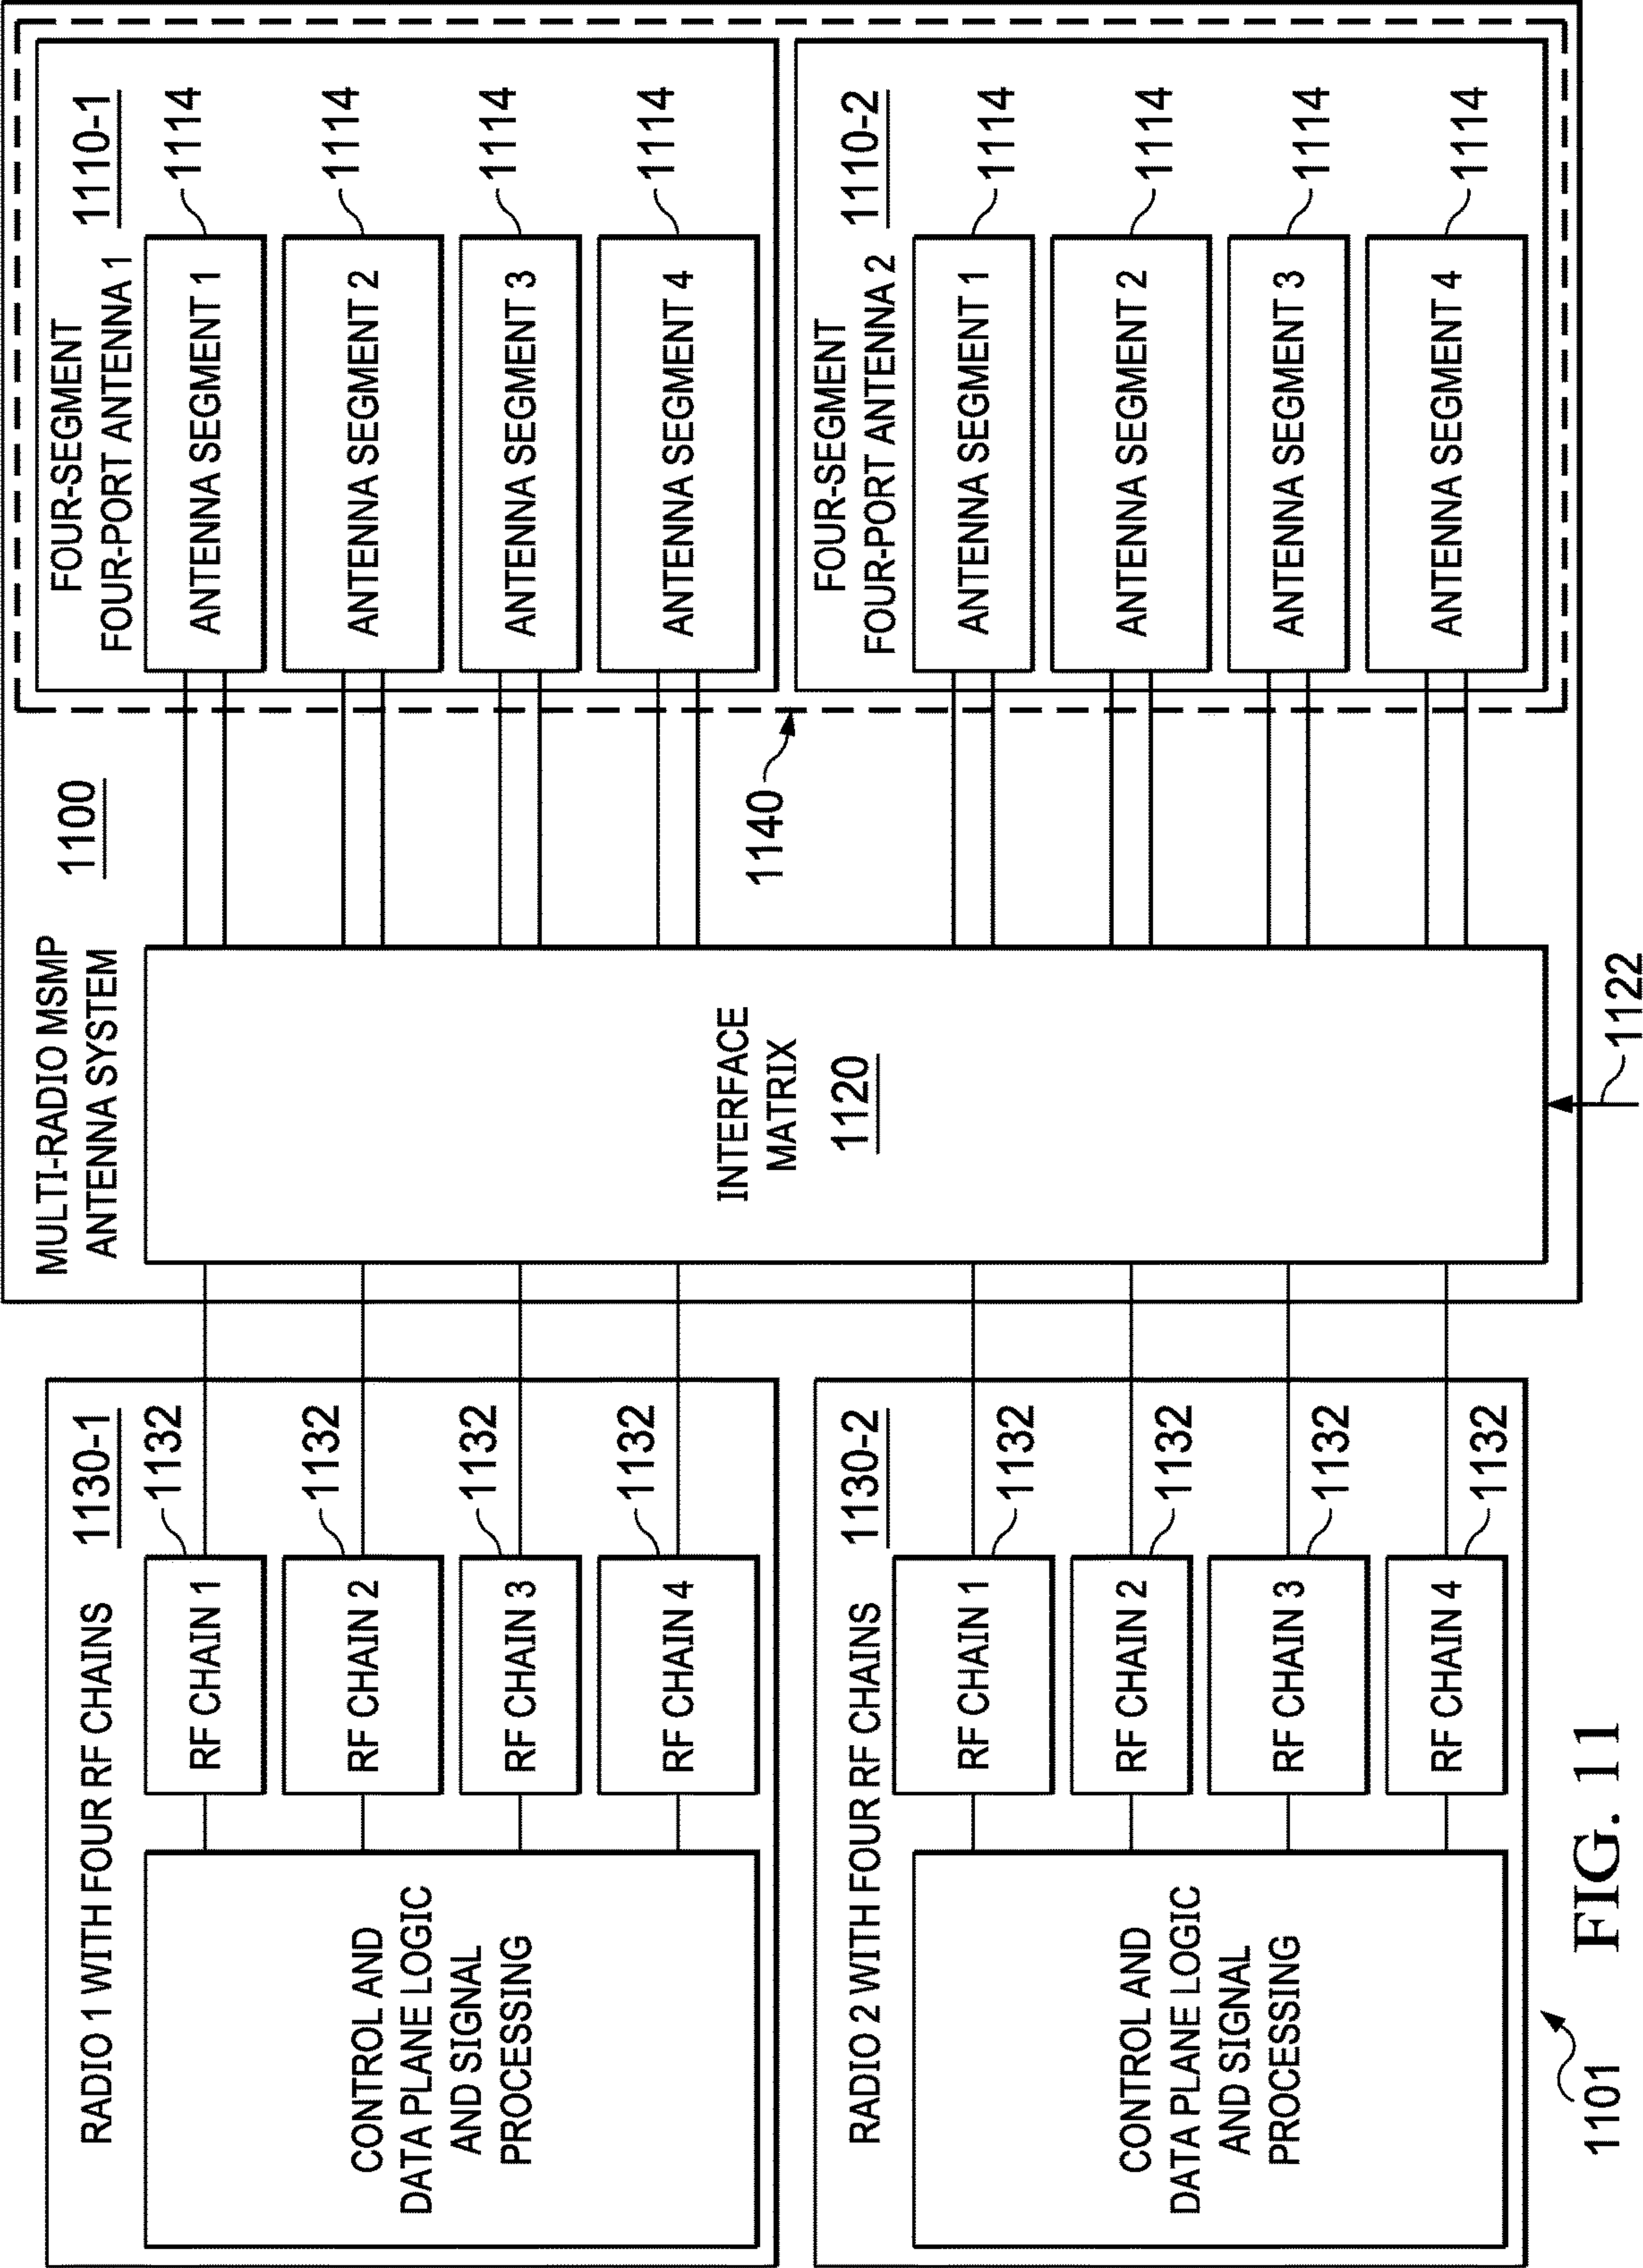 RADIO 1 WITH FOUR RF CHAINS
1130-1
CONTROL AND
DATA PLANE LOGIC
AND SIGNAL
PROCESSING
RF CHAIN 1
1132
RF CHAIN 2
1132
RF CHAIN 3
1132
RF CHAIN 4
1132
RADIO 2 WITH FOUR RF CHAINS
1130-2
CONTROL AND
DATA PLANE LOGIC
AND SIGNAL
PROCESSING
RF CHAIN 1
1132
RF CHAIN 2
1132
RF CHAIN 3
1132
RF CHAIN 4
1132
MULTI-RADIO MSMP
ANTENNA SYSTEM
1100
INTERFACE
MATRIX
1120
1122
1140
FOUR-SEGMENT
FOUR-PORT ANTENNA 1
1110-1
ANTENNA SEGMENT 1
1114
ANTENNA SEGMENT 2
1114
ANTENNA SEGMENT 3
1114
ANTENNA SEGMENT 4
1114
FOUR-SEGMENT
FOUR-PORT ANTENNA 2
1110-2
ANTENNA SEGMENT 1
1114
ANTENNA SEGMENT 2
1114
ANTENNA SEGMENT 3
1114
ANTENNA SEGMENT 4
1114
1101
FIG. 11